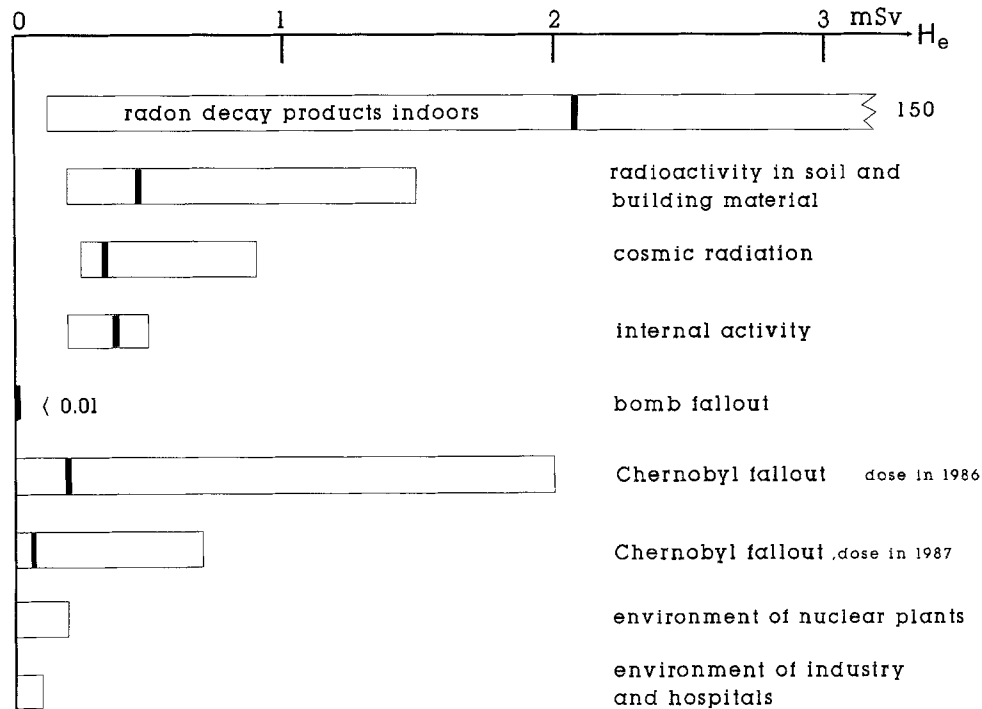 0 1 2 3 mSv
He
radon decay products indoors 150
radioactivity in soil and
building material
cosmic radiation
internal activity
< 0.01 bomb fallout
Chernobyl fallout dose in 1986
Chernobyl fallout ,dose in 1987
environment of nuclear plants
environment of industry
and hospitals